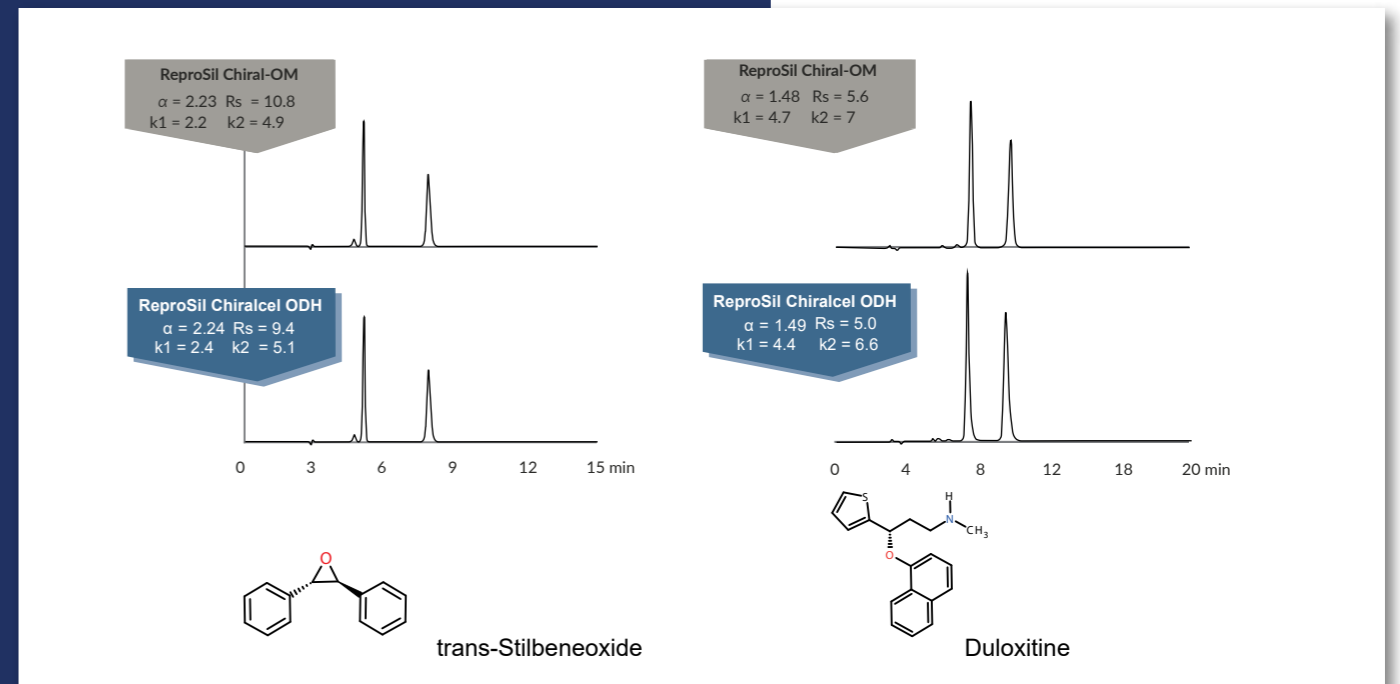 ReproSil Chiral-OM
α = 2.23 Rs = 10.8
k1 = 2.2 k2 = 4.9
ReproSil Chiralcel ODH
α = 2.24 Rs = 9.4
k1 = 2.4 k2 = 5.1
0 3 6 9 12 15 min
O
trans-Stilbeneoxide
ReproSil Chiral-OM
α = 1.48 Rs = 5.6
k1 = 4.7 k2 = 7
ReproSil Chiralcel ODH
α = 1.49 Rs = 5.0
k1 = 4.4 k2 = 6.6
0 4 8 12 18 20 min
S
H
N
CH3
O
Duloxitine